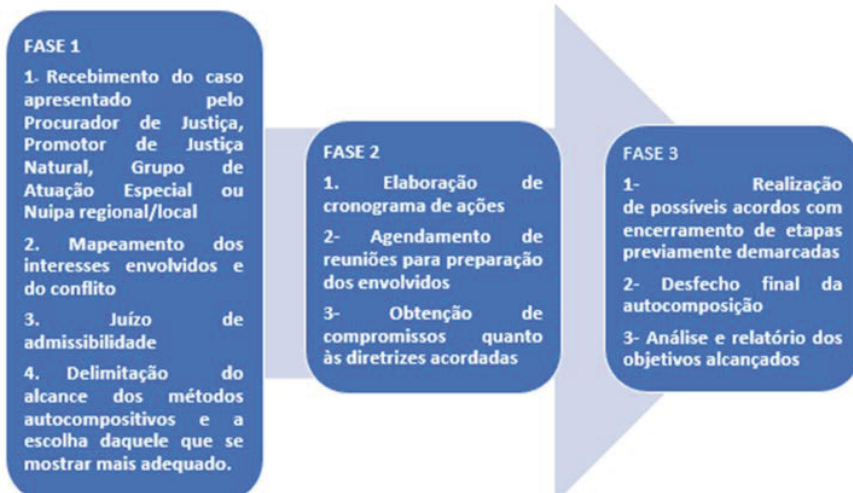 FASE 1
1- Recebimento do caso
apresentado pelo
Procurador de Justiça,
Promotor de Justiça
Natural, Grupo de
Atuação Especial ou
Nuipa regional/local
2. Mapeamento dos
interesses envolvidos e
do conflito
3. Juízo de
admissibilidade
4. Delimitação do
alcance dos métodos
autocompositivos e a
escolha daquele que se
mostrar mais adequado.
FASE 2
1. Elaboração de
cronograma de ações
2- Agendamento de
reuniões para preparação
dos envolvidos
3- Obtenção de
compromissos quanto
às diretrizes acordadas
FASE 3
1- Realização
de possíveis acordos com
encerramento de etapas
previamente demarcadas
2- Desfecho final da
autocomposição
3- Análise e relatório dos
objetivos alcançados